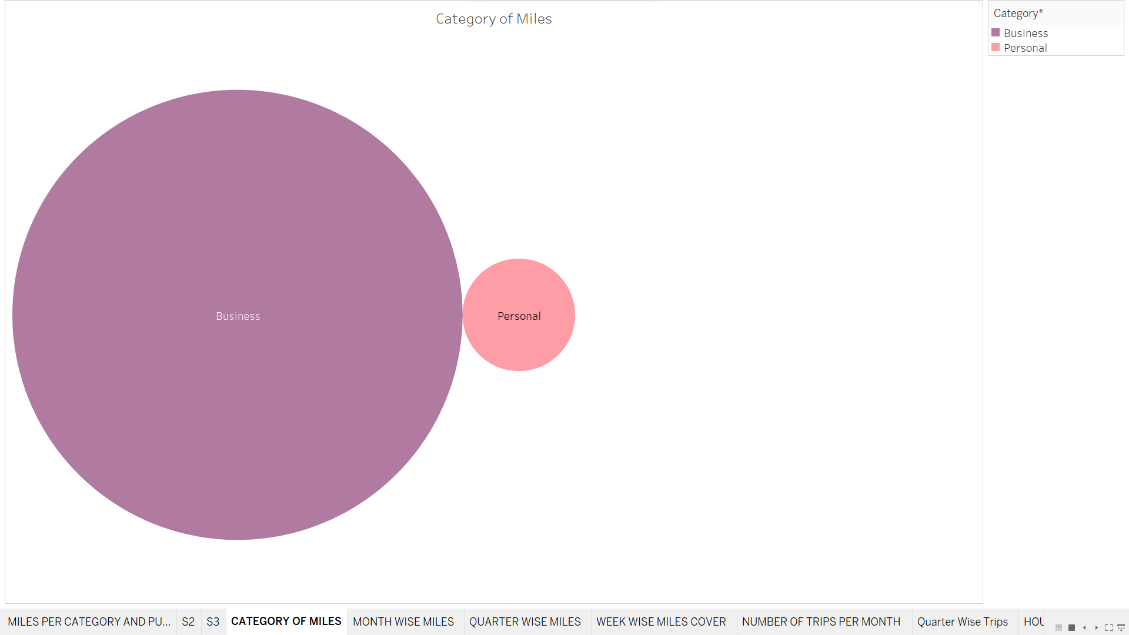 Category of Miles
Category*
Business
Personal
Business
Personal
MILES PER CATEGORY AND PU...
S2
S3
CATEGORY OF MILES
MONTH WISE MILES
QUARTER WISE MILES
WEEK WISE MILES COVER
NUMBER OF TRIPS PER MONTH
Quarter Wise Trips